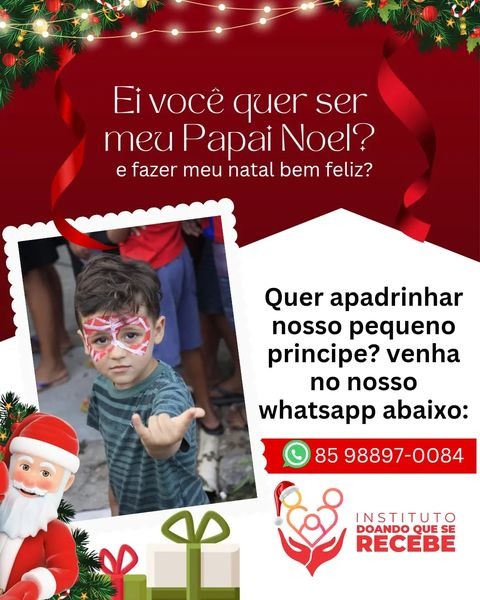 Ei você quer ser
meu Papai Noel?
e fazer meu natal bem feliz?
Quer apadrinhar
nosso pequeno
principe? venha
no nosso
whatsapp abaixo:
85 98897-0084
INSTITUTO
DOANDO QUE SE
RECEBE